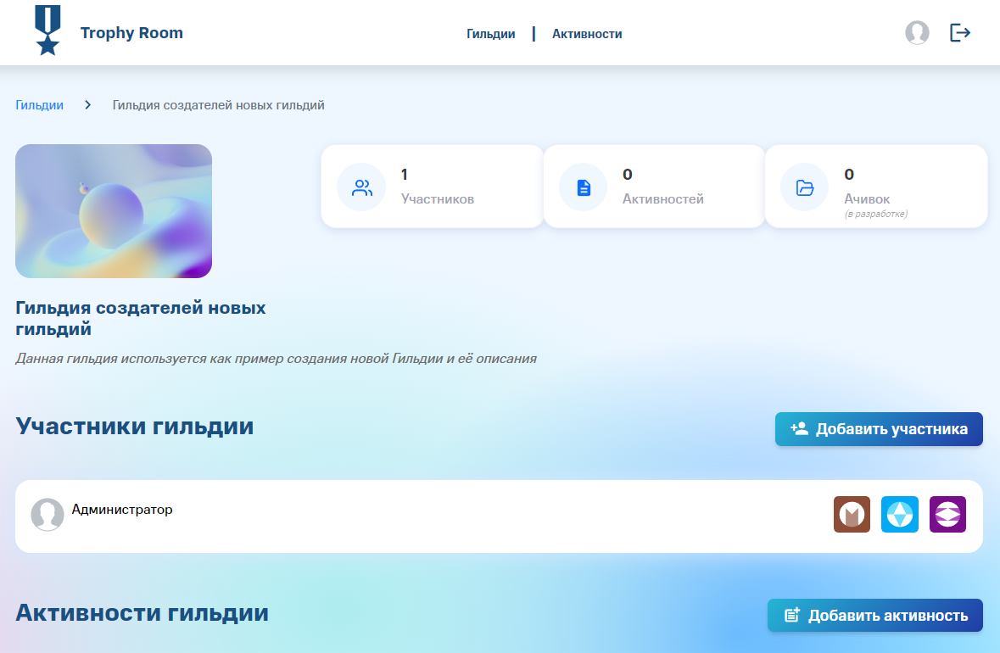 Trophy Room
Гильдии | Активности
Гильдии > Гильдия создателей новых гильдий
1
Участников
0
Активностей
0
Ачивок
(в разработке)
Гильдия создателей новых
гильдий
Данная гильдия используется как пример создания новой Гильдии и её описания
Участники гильдии
Добавить участника
Администратор
Активности гильдии
Добавить активность